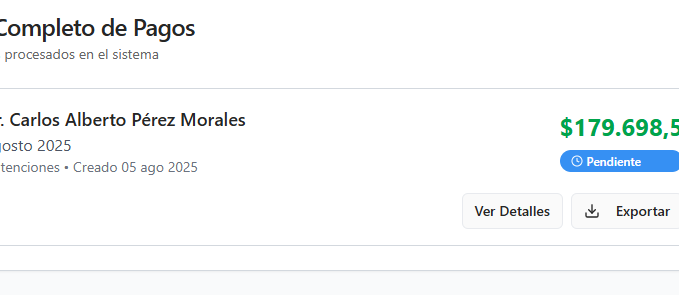 Completo de Pagos
procesados en el sistema
r. Carlos Alberto Pérez Morales
$179.698,5
gosto 2025
Pendiente
tenciones • Creado 05 ago 2025
Ver Detalles
Exportar